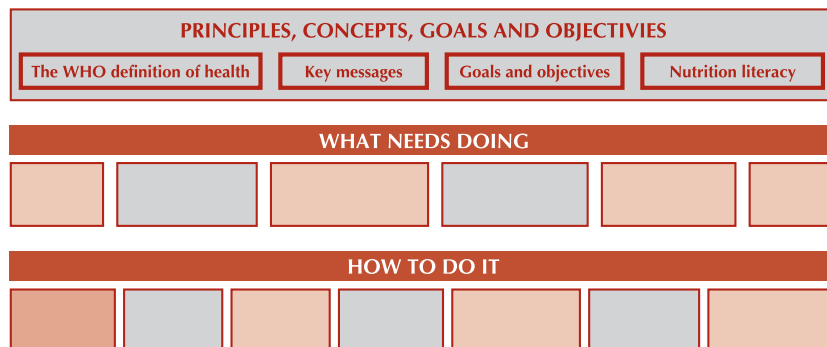 PRINCIPLES, CONCEPTS, GOALS AND OBJECTIVIES
The WHO definition of health
Key messages
Goals and objectives
Nutrition literacy
WHAT NEEDS DOING
HOW TO DO IT